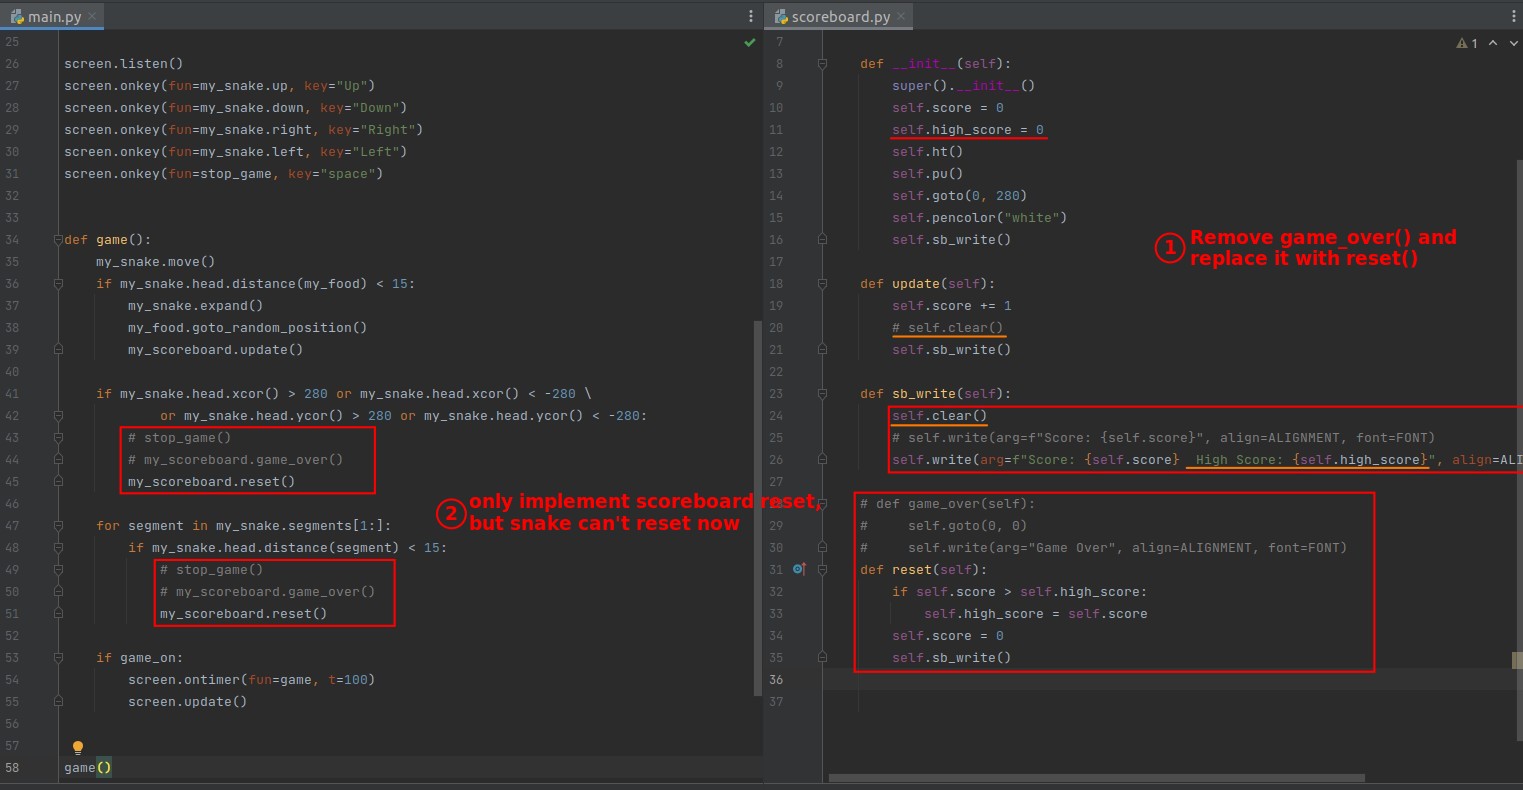 main.py
25
26 screen.listen()
27 screen.onkey(fun=my_snake.up, key="Up")
28 screen.onkey(fun=my_snake.down, key="Down")
29 screen.onkey(fun=my_snake.right, key="Right")
30 screen.onkey(fun=my_snake.left, key="Left")
31 screen.onkey(fun=stop_game, key="space")
32
33
34 def game():
35     my_snake.move()
36     if my_snake.head.distance(my_food) < 15:
37         my_snake.expand()
38         my_food.goto_random_position()
39         my_scoreboard.update()
40
41     if my_snake.head.xcor() > 280 or my_snake.head.xcor() < -280 \
42             or my_snake.head.ycor() > 280 or my_snake.head.ycor() < -280:
43         # stop_game()
44         # my_scoreboard.game_over()
45         my_scoreboard.reset()
46
② only implement scoreboard reset,
but snake can't reset now
47     for segment in my_snake.segments[1:]:
48         if my_snake.head.distance(segment) < 15:
49             # stop_game()
50             # my_scoreboard.game_over()
51             my_scoreboard.reset()
52
53     if game_on:
54         screen.ontimer(fun=game, t=100)
55         screen.update()
56
57
58 game()
scoreboard.py
1
7
8     def __init__(self):
9         super().__init__()
10         self.score = 0
11         self.high_score = 0
12         self.ht()
13         self.pu()
14         self.goto(0, 280)
15         self.pencolor("white")
16         self.sb_write()
① Remove game_over() and
replace it with reset()
17
18     def update(self):
19         self.score += 1
20         # self.clear()
21         self.sb_write()
22
23     def sb_write(self):
24         self.clear()
25         # self.write(arg=f"Score: {self.score}", align=ALIGNMENT, font=FONT)
26         self.write(arg=f"Score: {self.score}  High Score: {self.high_score}", align=ALI
27
    # def game_over(self):
29     #     self.goto(0, 0)
30     #     self.write(arg="Game Over", align=ALIGNMENT, font=FONT)
31     def reset(self):
32         if self.score > self.high_score:
33             self.high_score = self.score
34         self.score = 0
35         self.sb_write()
36
37